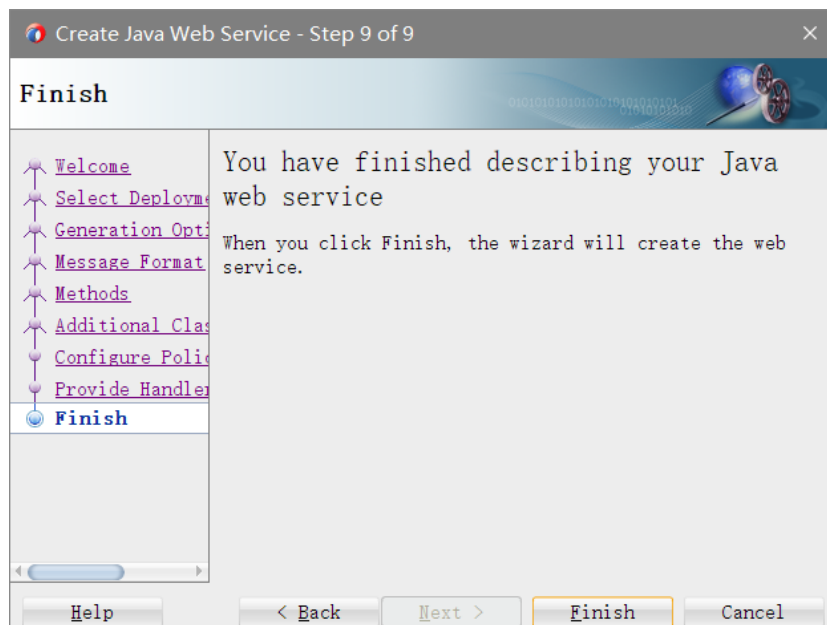 Create Java Web Service - Step 9 of 9
Finish
Welcome
Select Deployme
Generation Opti
Message Format
Methods
Additional Clas
Configure Polic
Provide Handler
Finish
You have finished describing your Java
web service
When you click Finish, the wizard will create the web
service.
Help
< Back
Next >
Finish
Cancel